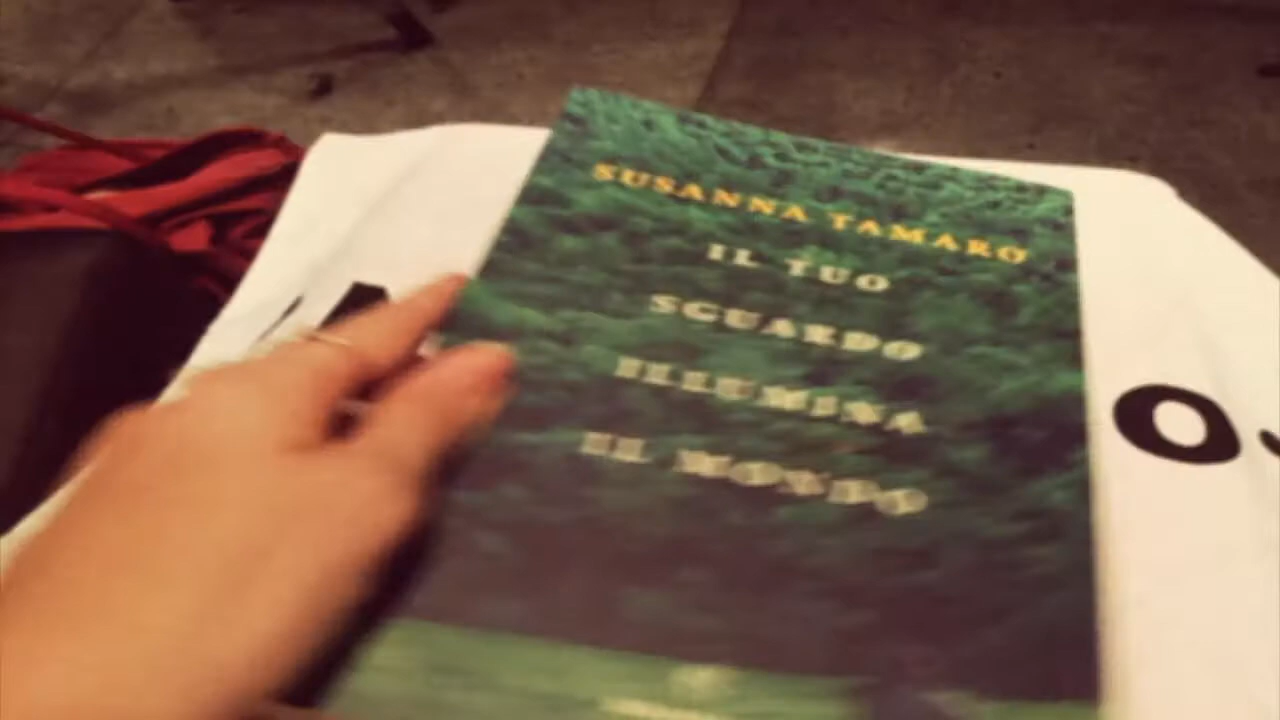 SUSANNA TAMARO
IL TUO
SGUARDO
ILLUMINA
IL MONDO
O